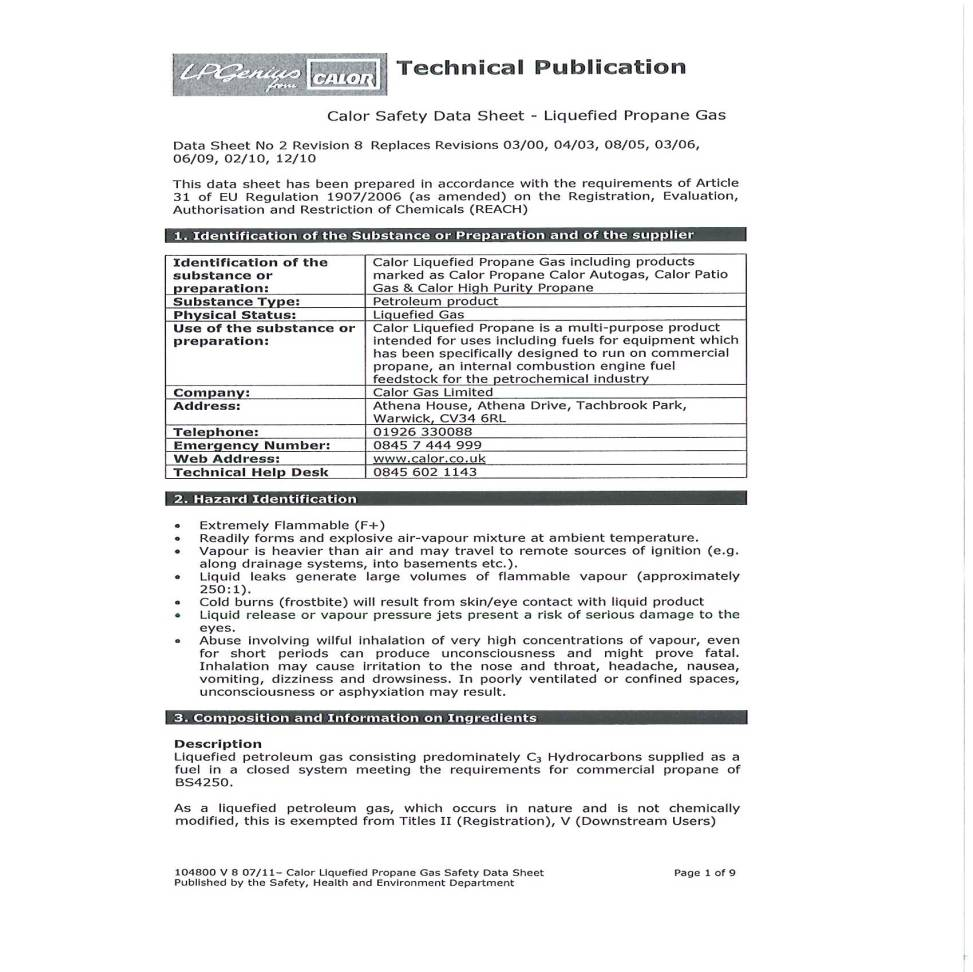 LPGenius from CALOR
Technical Publication
Calor Safety Data Sheet - Liquefied Propane Gas
Data Sheet No 2 Revision 8 Replaces Revisions 03/00, 04/03, 08/05, 03/06,
06/09, 02/10, 12/10
This data sheet has been prepared in accordance with the requirements of Article
31 of EU Regulation 1907/2006 (as amended) on the Registration, Evaluation,
Authorisation and Restriction of Chemicals (REACH)
1. Identification of the Substance or Preparation and of the supplier
Identification of the substance or preparation: Calor Liquefied Propane Gas including products
marked as Calor Propane Calor Autogas, Calor Patio
Gas & Calor High Purity Propane
Substance Type: Petroleum product
Physical Status: Liquefied Gas
Use of the substance or preparation: Calor Liquefied Propane is a multi-purpose product
intended for uses including fuels for equipment which
has been specifically designed to run on commercial
propane, an internal combustion engine fuel
feedstock for the petrochemical industry
Company: Calor Gas Limited
Address: Athena House, Athena Drive, Tachbrook Park,
Warwick, CV34 6RL
Telephone: 01926 330088
Emergency Number: 0845 7 444 999
Web Address: www.calor.co.uk
Technical Help Desk 0845 602 1143
2. Hazard Identification
• Extremely Flammable (F+)
• Readily forms and explosive air-vapour mixture at ambient temperature.
• Vapour is heavier than air and may travel to remote sources of ignition (e.g.
along drainage systems, into basements etc.).
• Liquid leaks generate large volumes of flammable vapour (approximately
250:1).
• Cold burns (frostbite) will result from skin/eye contact with liquid product
• Liquid release or vapour pressure jets present a risk of serious damage to the
eyes.
• Abuse involving wilful inhalation of very high concentrations of vapour, even
for short periods can produce unconsciousness and might prove fatal.
Inhalation may cause irritation to the nose and throat, headache, nausea,
vomiting, dizziness and drowsiness. In poorly ventilated or confined spaces,
unconsciousness or asphyxiation may result.
3. Composition and Information on Ingredients
Description
Liquefied petroleum gas consisting predominately C₃ Hydrocarbons supplied as a
fuel in a closed system meeting the requirements for commercial propane of
BS4250.
As a liquefied petroleum gas, which occurs in nature and is not chemically
modified, this is exempted from Titles II (Registration), V (Downstream Users)
104800 V 8 07/11– Calor Liquefied Propane Gas Safety Data Sheet Page 1 of 9
Published by the Safety, Health and Environment Department